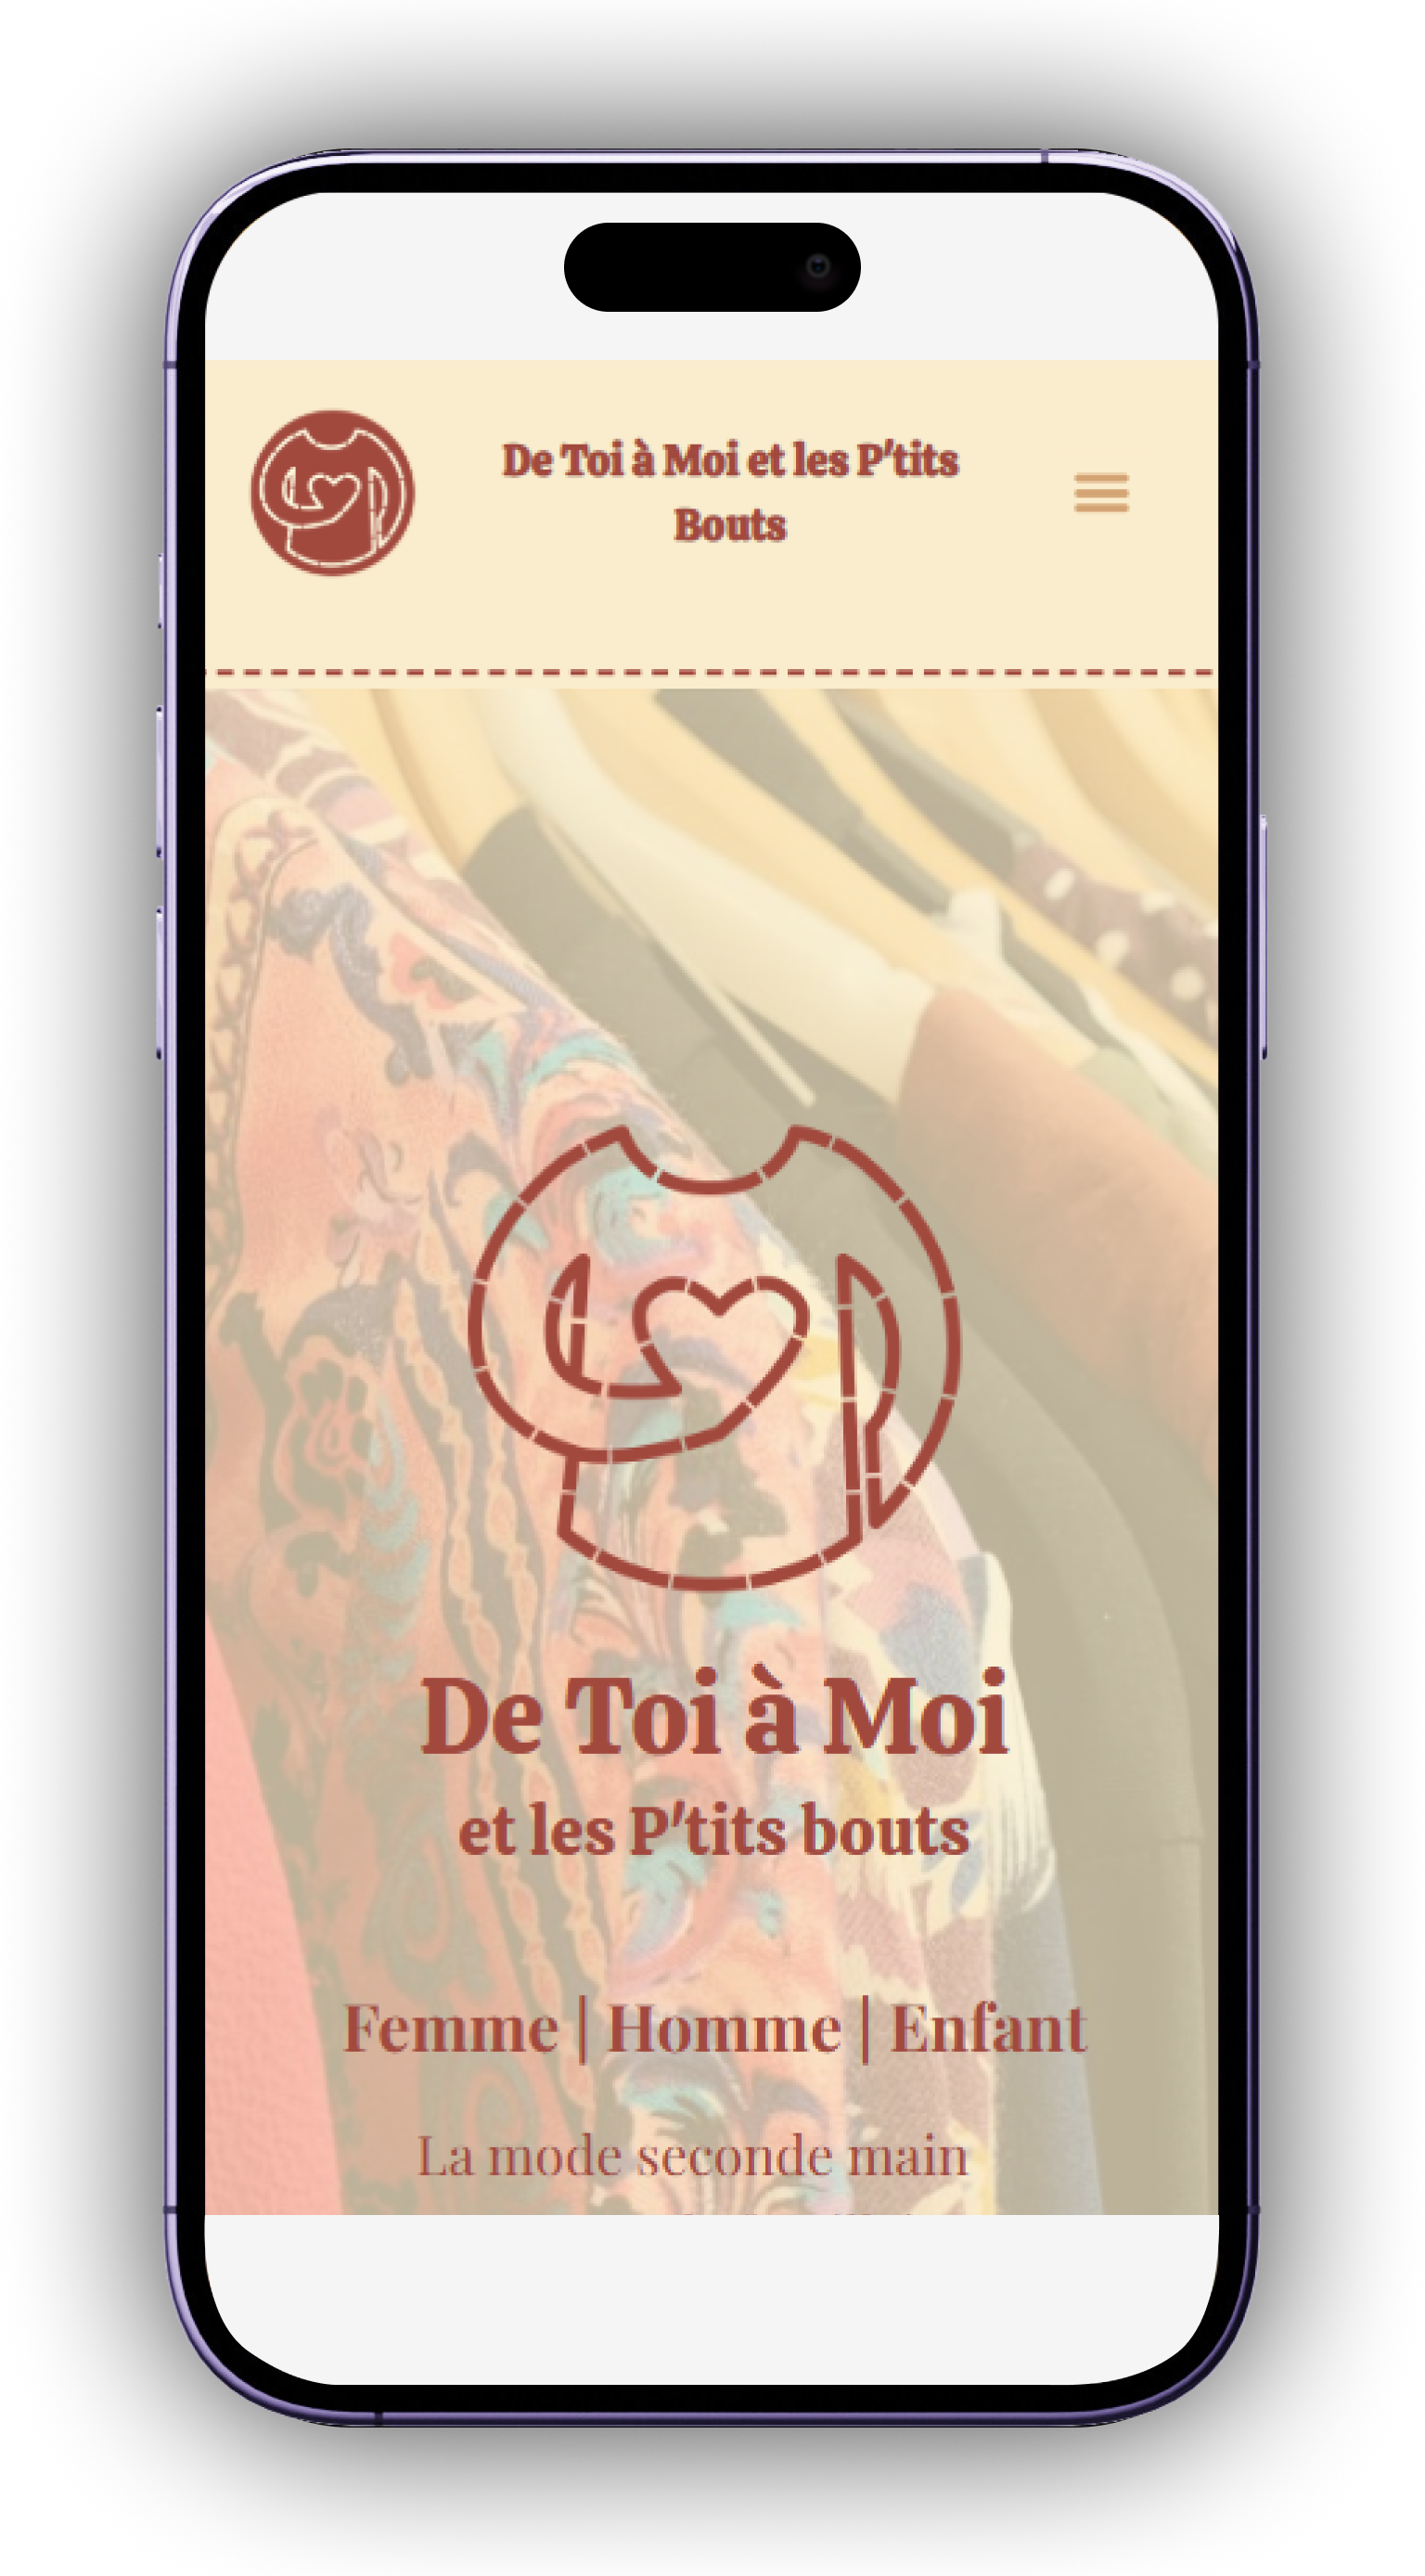 De Toi à Moi et les P'tits
Bouts
De Toi à Moi
et les P'tits bouts
Femme | Homme | Enfant
La mode seconde main